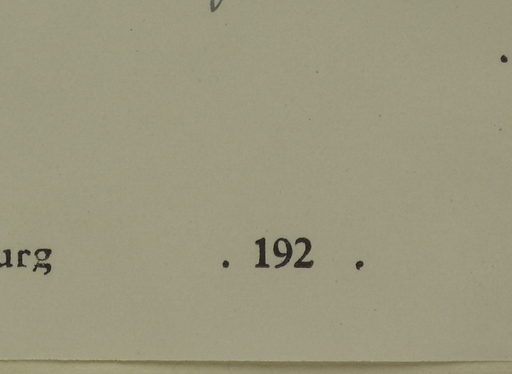 urg . 192 .